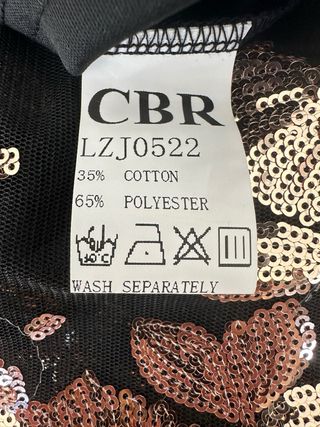 CBR
LZJ0522
35% COTTON
65% POLYESTER
WASH SEPARATELY